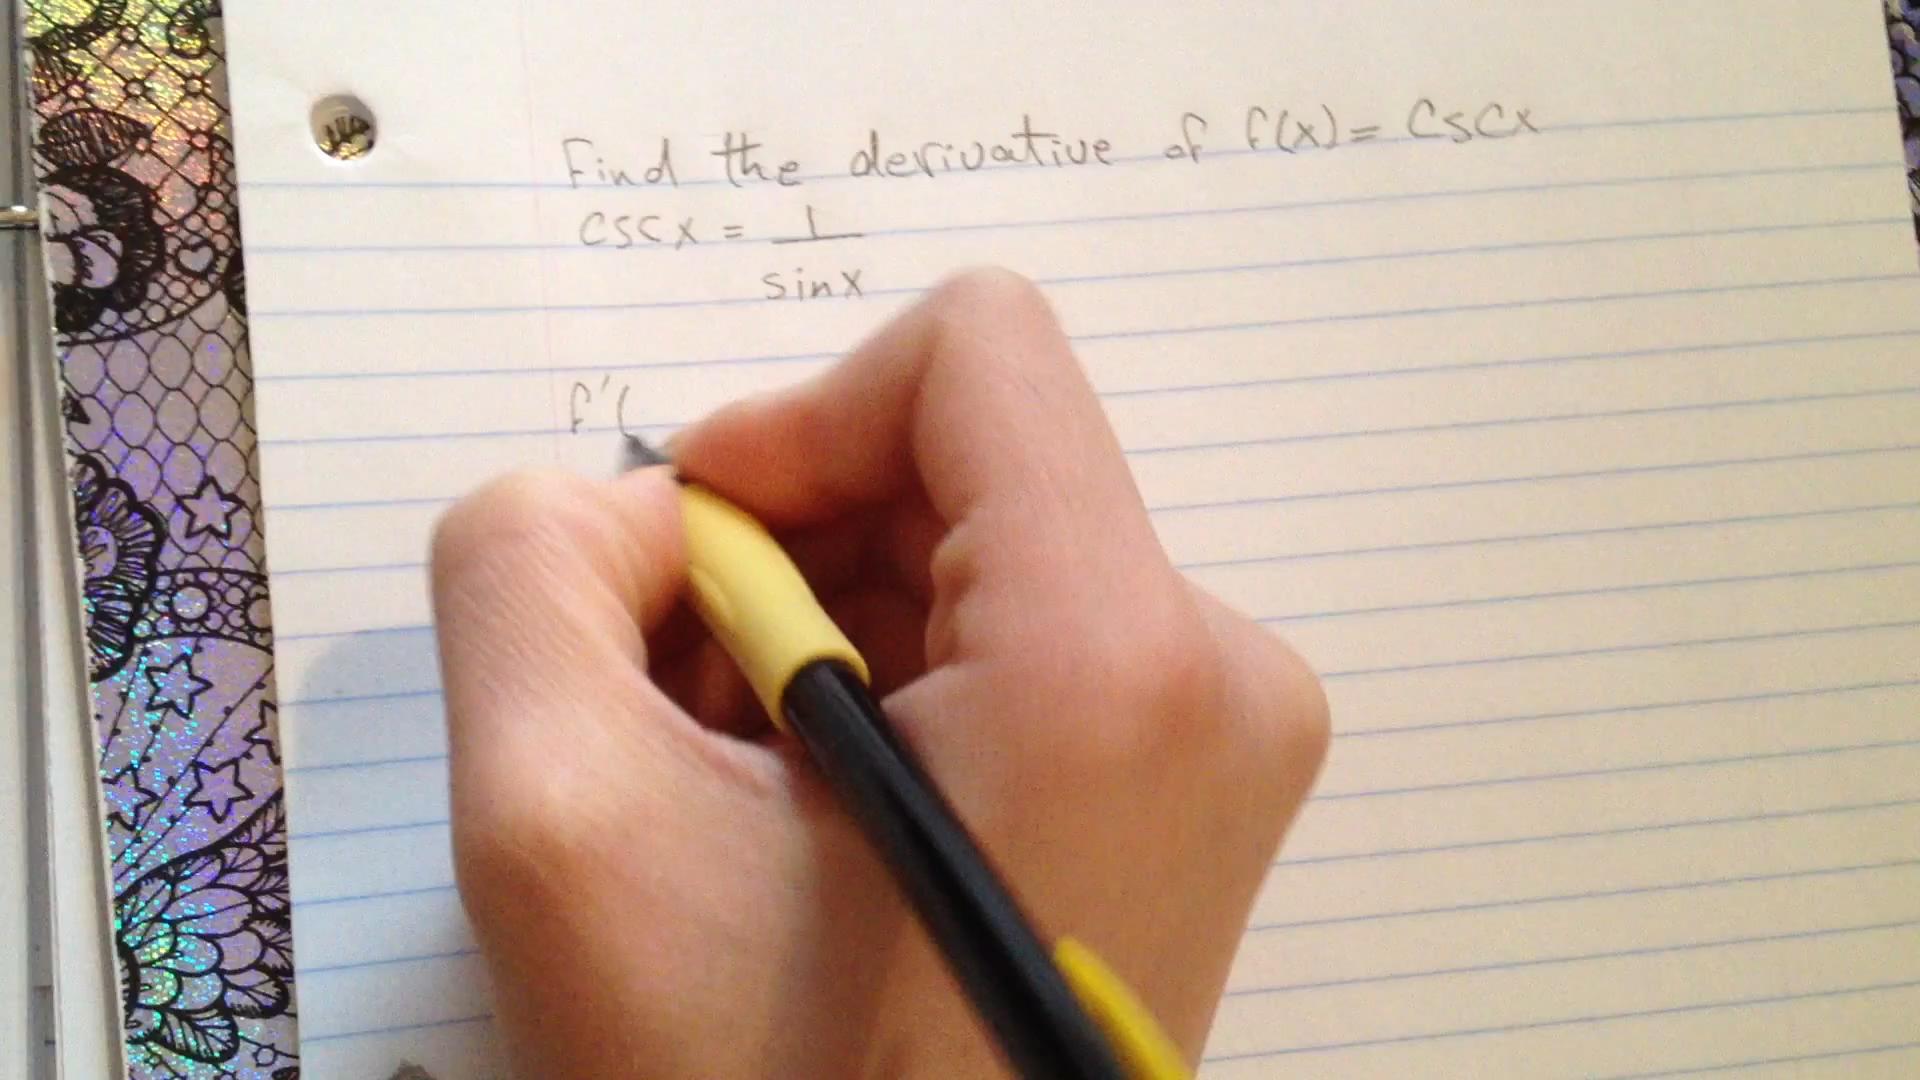 Find the derivative of f(x) = cscx
cscx = 1
sinx
f'(